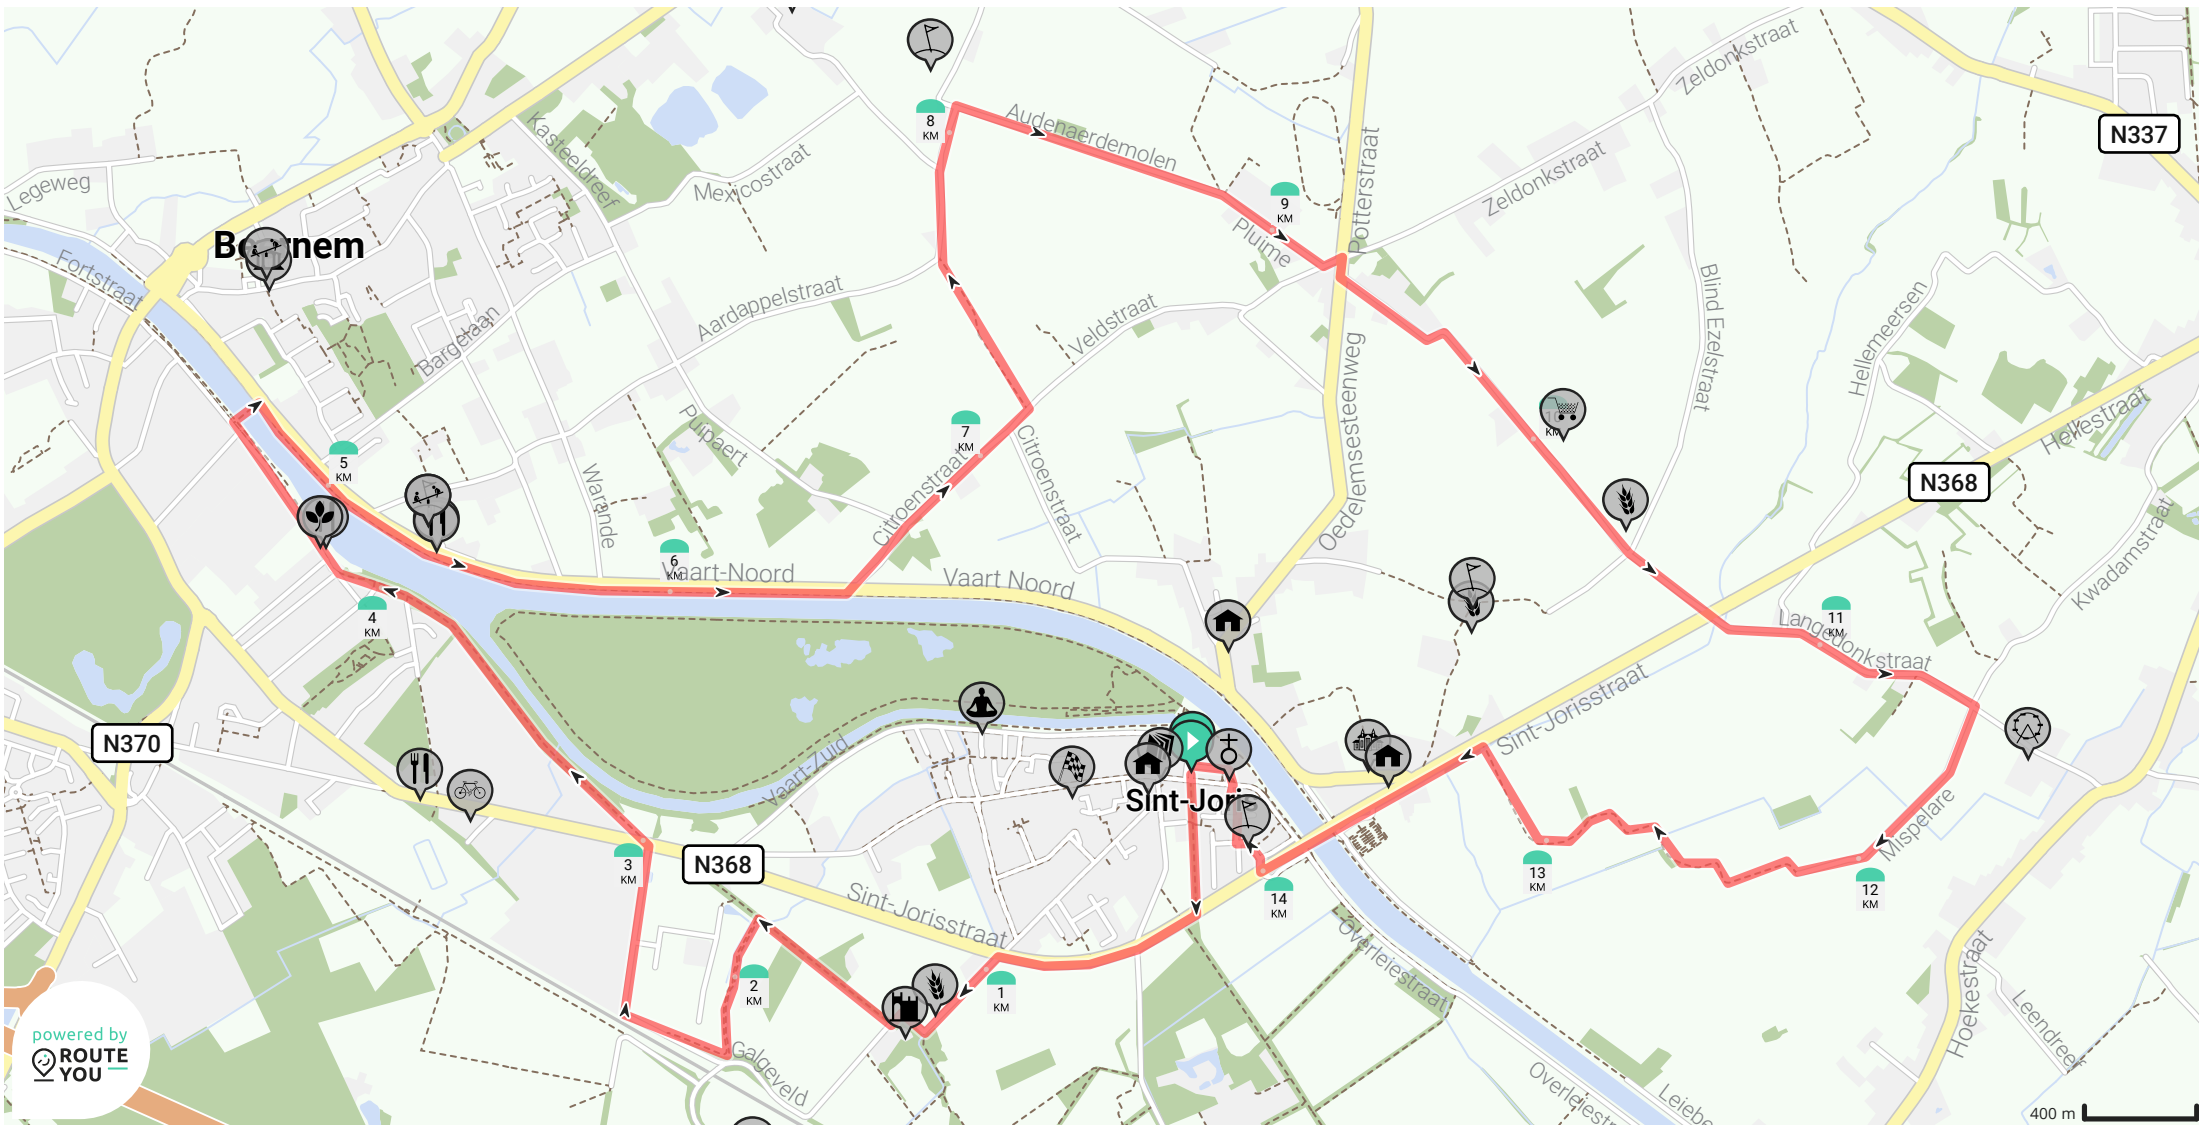 Audenaerdemolen
Zeldonkstraat
N337
8
KM
Kasteeldreef
Mexicostraat
Potterstraat
Zeldonkstraat
Legeweg
9
KM
Pluime
Fortstraat
Aardappelstraat
Veldstraat
Blind Ezelstraat
Hellemeersen
Bargelaan
Oedelemsesteenweg
Puipaert
7
KM
Citroenstraat
Citroenstraat
KM
Hellestraat
5
KM
Warande
N368
Kwadamstraat
6
KM
Vaart-Noord
Vaart Noord
4
KM
11
KM
Langedonkstraat
Sint-Jorisstraat
N370
Vaart-Zuid
Mispelare
3
KM
N368
13
KM
12
KM
14
KM
Sint-Jorisstraat
Overleiestraat
Hoekestraat
2
KM
1
KM
Leendreef
Galgeveld
powered by
ROUTE
YOU
400 m